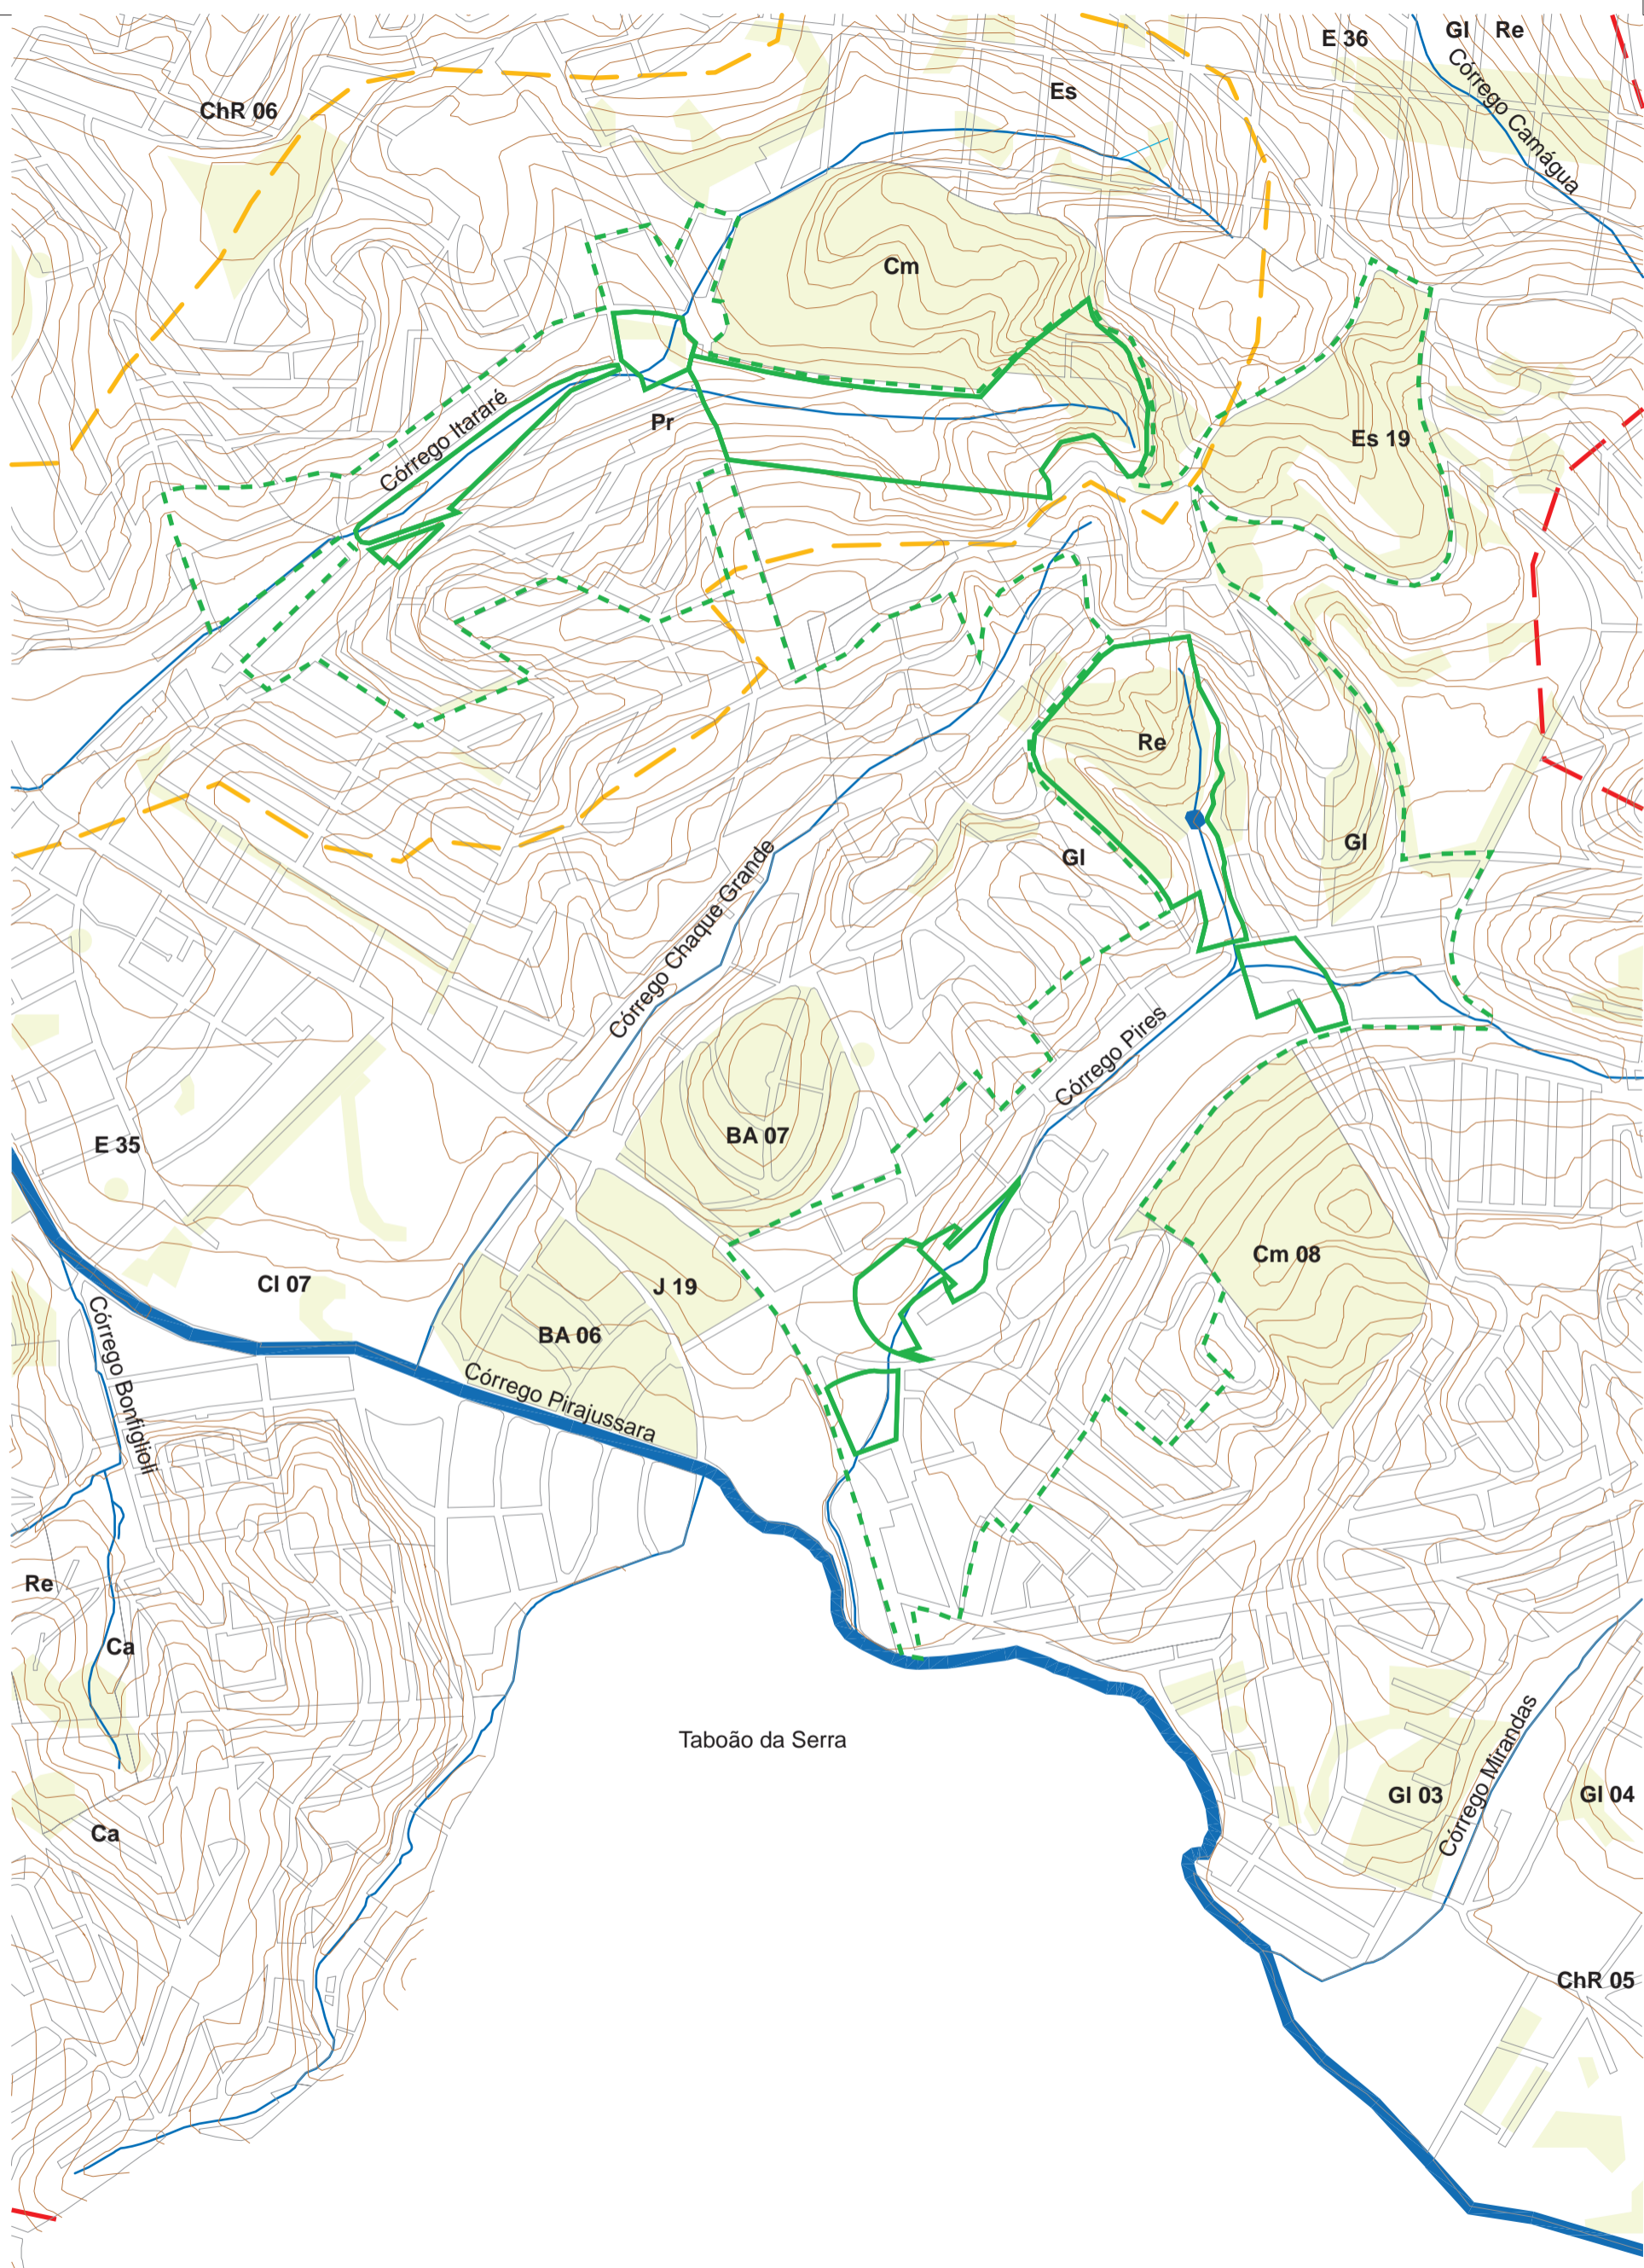 E 36
Gl
Re
Córrego Camágua
Es
ChR 06
Cm
Córrego Itararé
Pr
Es 19
Re
Gl
Gl
Córrego Chaque Grande
Córrego Pires
BA 07
E 35
Cm 08
Cl 07
J 19
BA 06
Córrego Bonfiglioli
Córrego Pirajussara
Re
Ca
Taboão da Serra
Córrego Mirandas
Gl 03
Gl 04
Ca
ChR 05